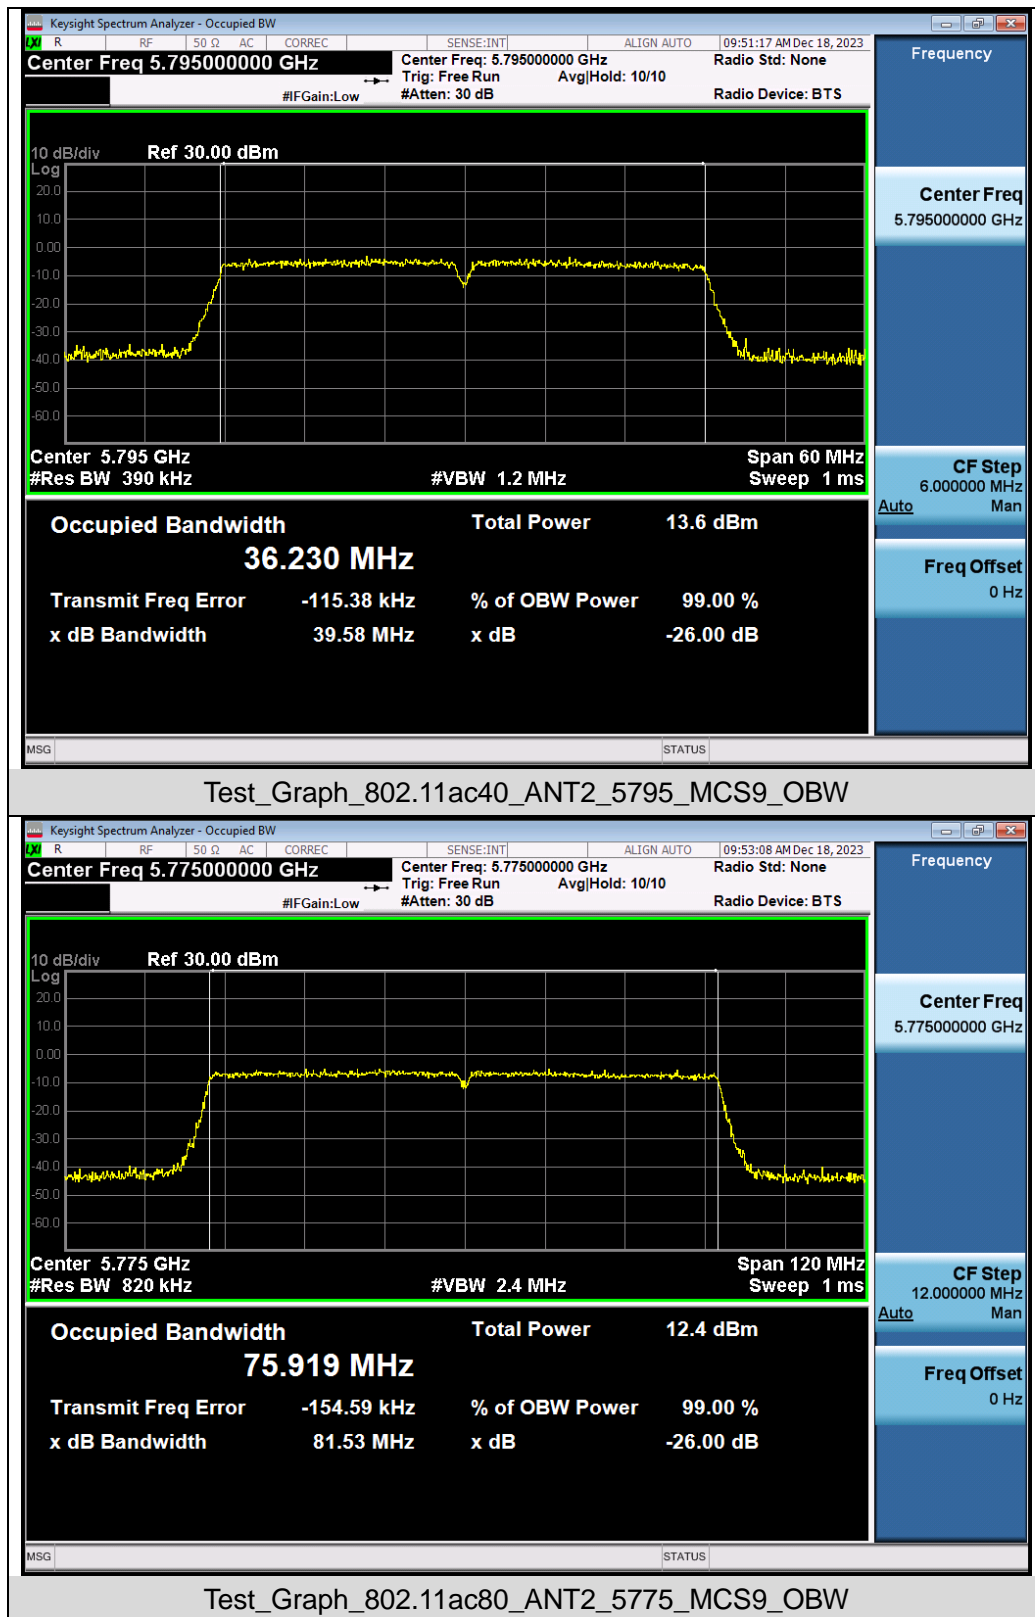 Keysight Spectrum Analyzer - Occupied BW
LXI R RF 50 Ω AC CORREC SENSE:INT ALIGN AUTO 09:51:17 AM Dec 18, 2023
Center Freq 5.795000000 GHz
Center Freq: 5.795000000 GHz
Radio Std: None
Trig: Free Run Avg|Hold: 10/10
#IFGain:Low
#Atten: 30 dB
Radio Device: BTS
Frequency
10 dB/div Ref 30.00 dBm
Log
20.0
10.0
0.00
-10.0
-20.0
-30.0
-40.0
-50.0
-60.0
Center 5.795 GHz
Span 60 MHz
#Res BW 390 kHz
#VBW 1.2 MHz
Sweep 1 ms
Center Freq
5.795000000 GHz
CF Step
6.000000 MHz
Auto Man
Freq Offset
0 Hz
Occupied Bandwidth
Total Power 13.6 dBm
36.230 MHz
Transmit Freq Error -115.38 kHz % of OBW Power 99.00 %
x dB Bandwidth 39.58 MHz x dB -26.00 dB
MSG STATUS
Test_Graph_802.11ac40_ANT2_5795_MCS9_OBW
Keysight Spectrum Analyzer - Occupied BW
LXI R RF 50 Ω AC CORREC SENSE:INT ALIGN AUTO 09:53:08 AM Dec 18, 2023
Center Freq 5.775000000 GHz
Center Freq: 5.775000000 GHz
Radio Std: None
Trig: Free Run Avg|Hold: 10/10
#IFGain:Low
#Atten: 30 dB
Radio Device: BTS
Frequency
10 dB/div Ref 30.00 dBm
Log
20.0
10.0
0.00
-10.0
-20.0
-30.0
-40.0
-50.0
-60.0
Center 5.775 GHz
Span 120 MHz
#Res BW 820 kHz
#VBW 2.4 MHz
Sweep 1 ms
Center Freq
5.775000000 GHz
CF Step
12.000000 MHz
Auto Man
Freq Offset
0 Hz
Occupied Bandwidth
Total Power 12.4 dBm
75.919 MHz
Transmit Freq Error -154.59 kHz % of OBW Power 99.00 %
x dB Bandwidth 81.53 MHz x dB -26.00 dB
MSG STATUS
Test_Graph_802.11ac80_ANT2_5775_MCS9_OBW